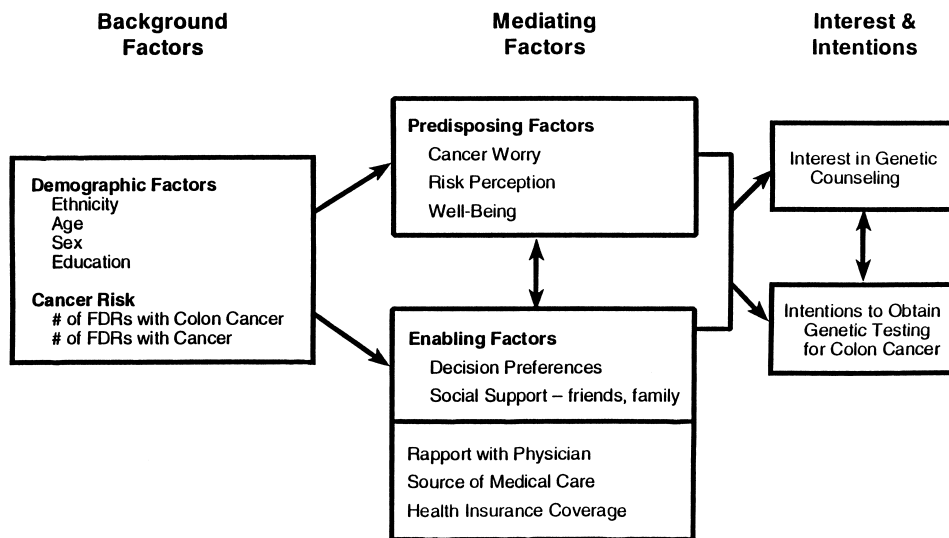 Background
Factors
Demographic Factors
Ethnicity
Age
Sex
Education
Cancer Risk
# of FDRs with Colon Cancer
# of FDRs with Cancer
Mediating
Factors
Predisposing Factors
Cancer Worry
Risk Perception
Well-Being
Enabling Factors
Decision Preferences
Social Support – friends, family
Rapport with Physician
Source of Medical Care
Health Insurance Coverage
Interest &
Intentions
Interest in Genetic
Counseling
Intentions to Obtain
Genetic Testing
for Colon Cancer